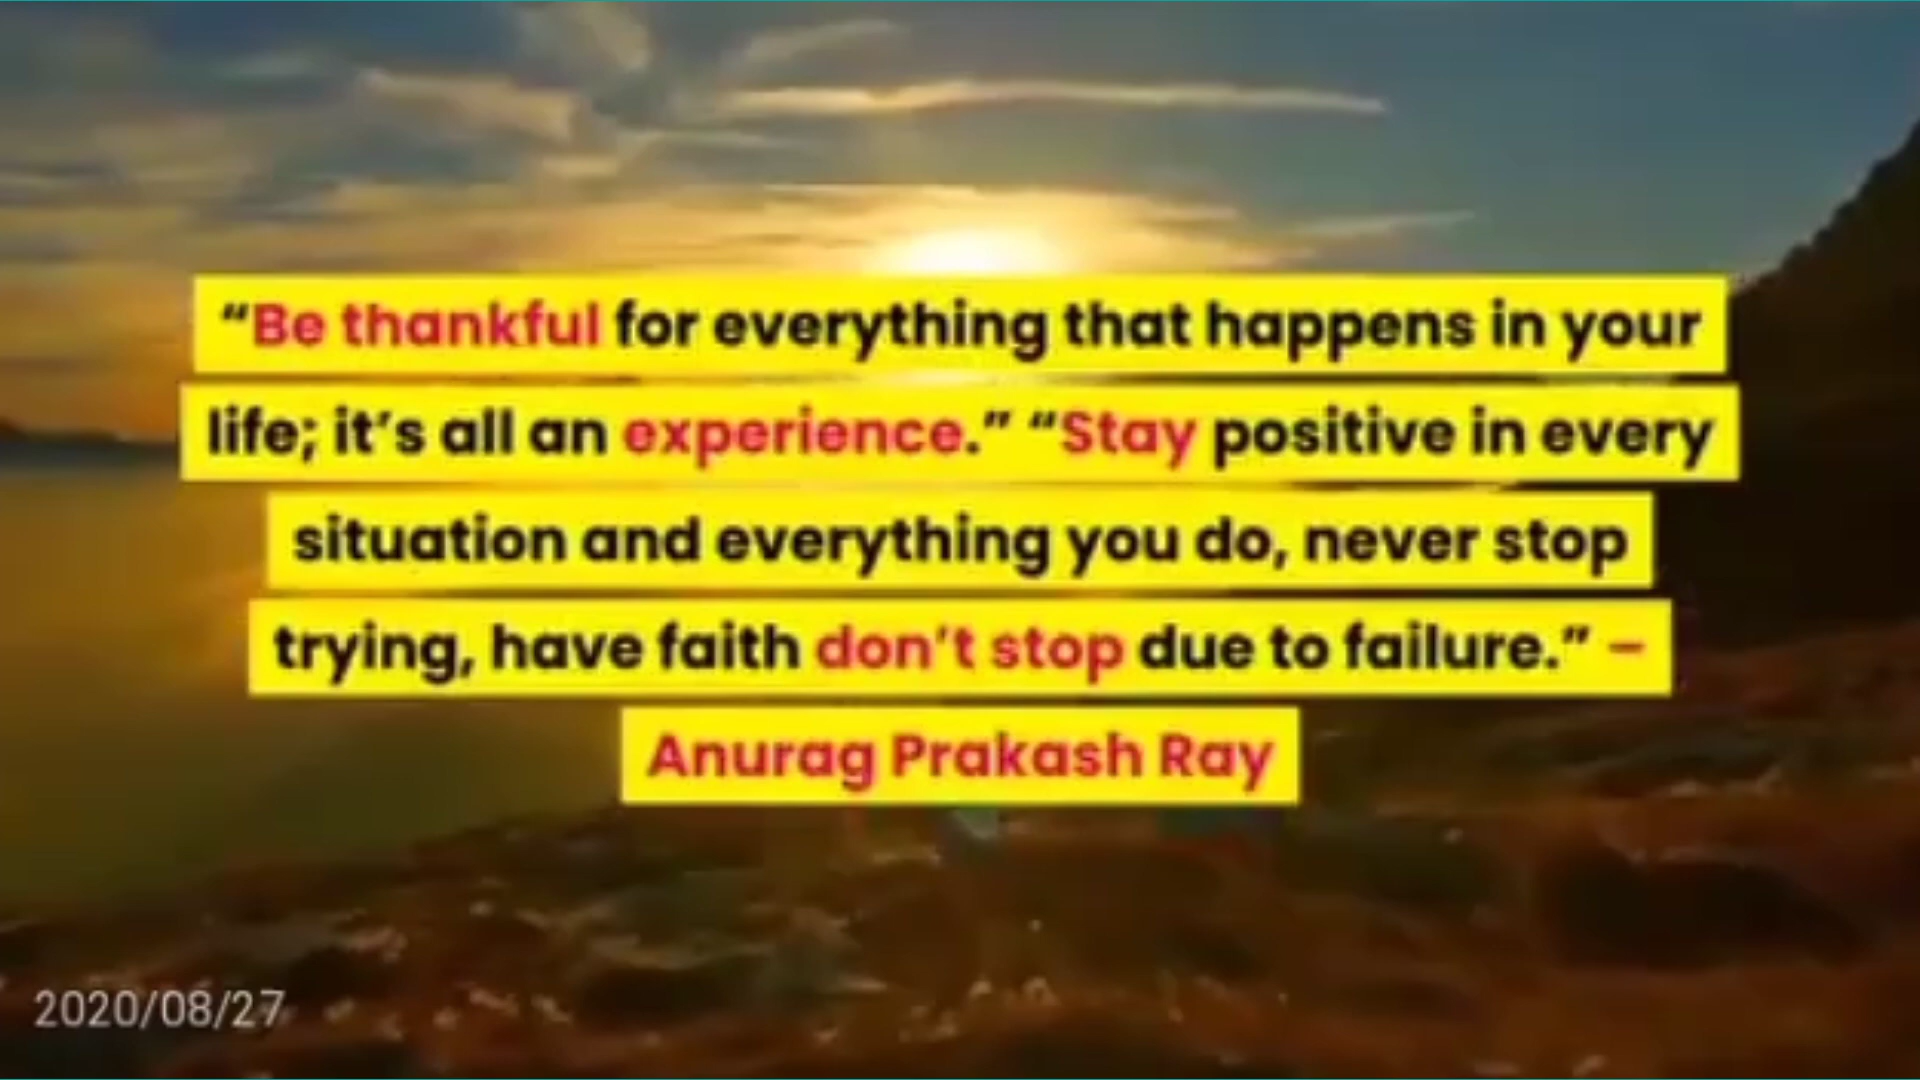 “Be thankful for everything that happens in your
life; it’s all an experience.” “Stay positive in every
situation and everything you do, never stop
trying, have faith don’t stop due to failure.” –
Anurag Prakash Ray
2020/08/27